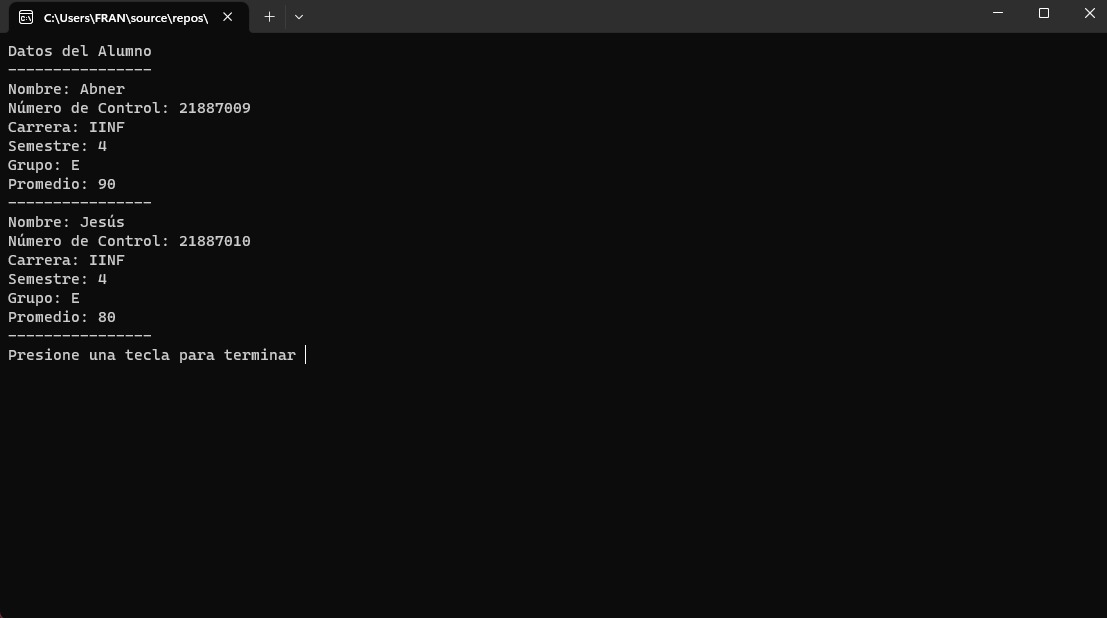 C:\Users\FRAN\source\repos\
Datos del Alumno
----------------
Nombre: Abner
Número de Control: 21887009
Carrera: IINF
Semestre: 4
Grupo: E
Promedio: 90
----------------
Nombre: Jesús
Número de Control: 21887010
Carrera: IINF
Semestre: 4
Grupo: E
Promedio: 80
----------------
Presione una tecla para terminar